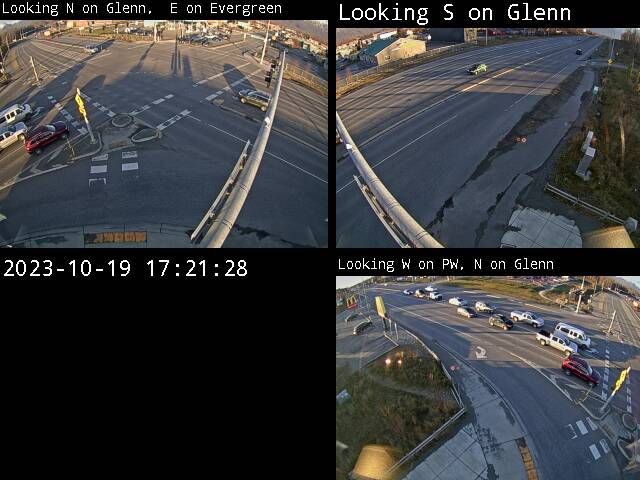 Looking N on Glenn,  E on Evergreen
Looking S on Glenn
2023-10-19 17:21:28
Looking W on PW, N on Glenn